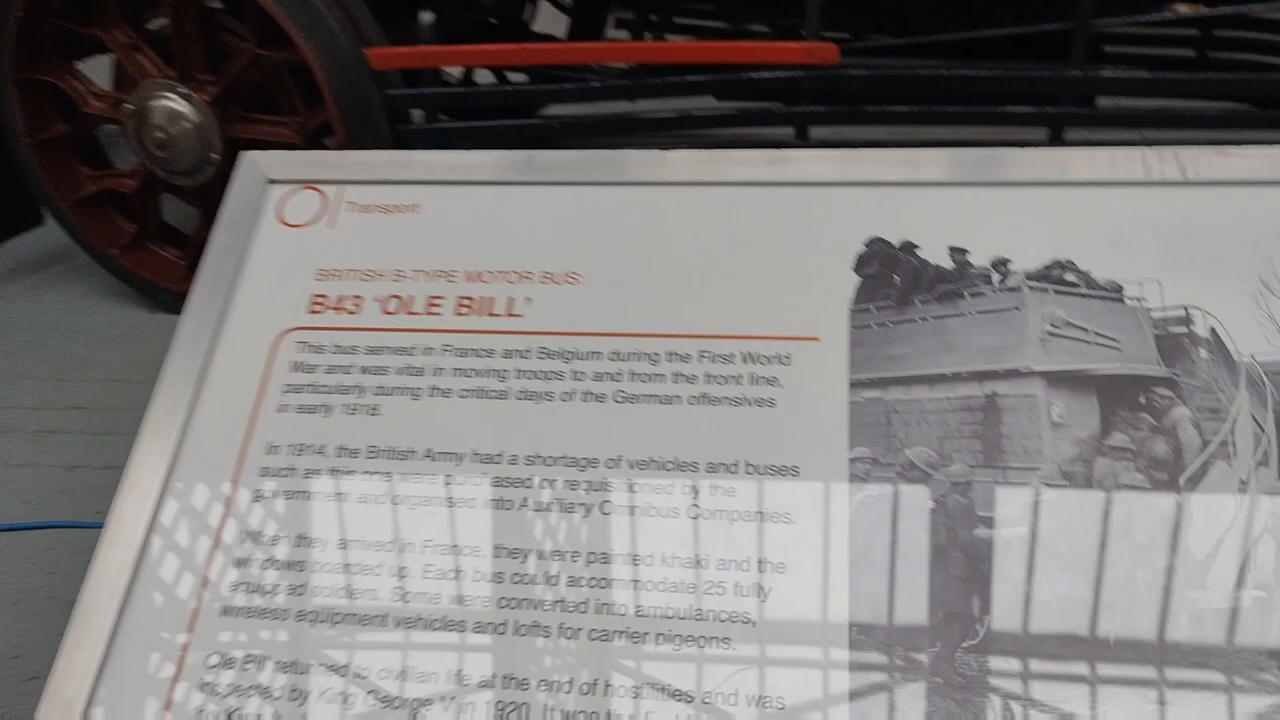 Transport
BRITISH B-TYPE MOTOR BUS:
B43 'OLE BILL'
This bus served in France and Belgium during the First World
War and was vital in moving troops to and from the front line,
particularly during the critical days of the German offensives
in early 1918.
In 1914, the British Army had a shortage of vehicles and buses
such as this one were purchased or requisitioned by the
government and organised into Auxiliary Omnibus Companies.
When they arrived in France, they were painted khaki and the
windows boarded up. Each bus could accommodate 25 fully
equipped soldiers. Some were converted into ambulances,
wireless equipment vehicles and lofts for carrier pigeons.
Ole Bill' returned to civilian life at the end of hostilities and was
inspected by King George V in 1920. It won the